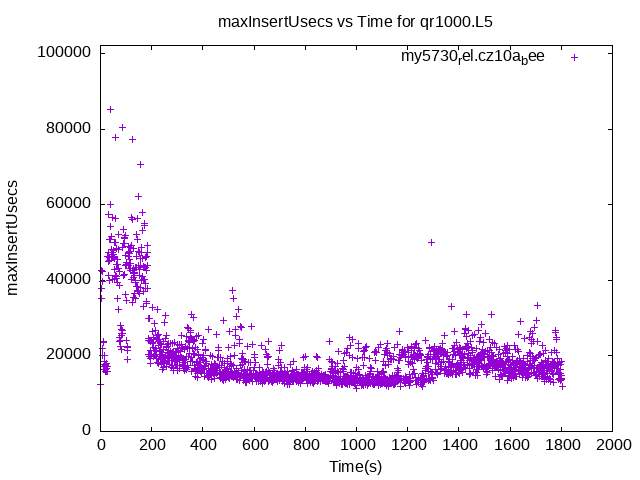 maxInsertUsecs vs Time for qr1000.L5
my5730rel.cz10abee
100000
80000
60000
40000
20000
0
maxInsertUsecs
0 200 400 600 800 1000 1200 1400 1600 1800 2000
Time(s)